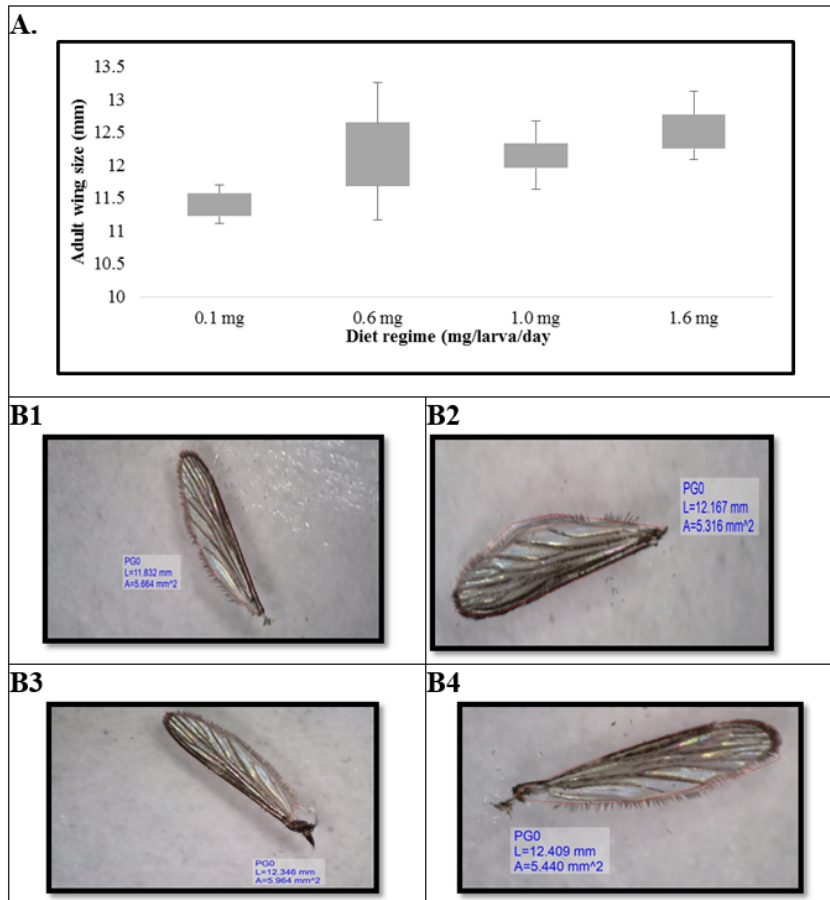 A.
Adult wing size (mm)
13.5
13
12.5
12
11.5
11
10.5
10
0.1 mg
0.6 mg
1.0 mg
1.6 mg
Diet regime (mg/larva/day
B1
PG0
L=11.832 mm
A=5.664 mm^2
B2
PG0
L=12.167 mm
A=5.316 mm^2
B3
PG0
L=12.346 mm
A=5.964 mm^2
B4
PG0
L=12.409 mm
A=5.440 mm^2